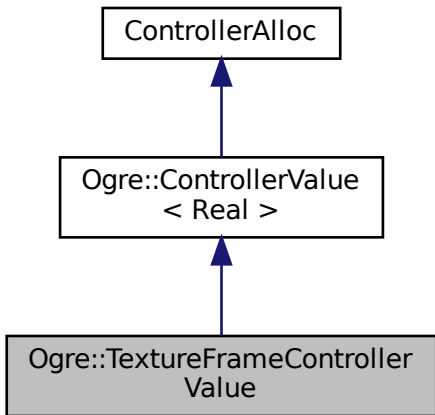 ControllerAlloc
Ogre::ControllerValue
< Real >
Ogre::TextureFrameController
Value